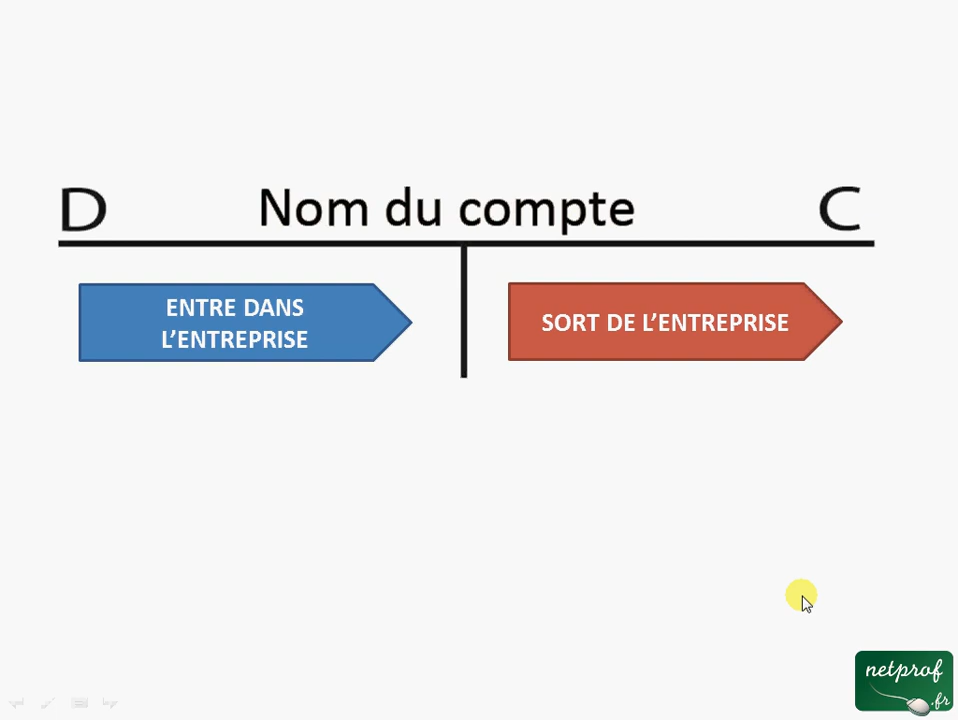 D Nom du compte C
ENTRE DANS
L’ENTREPRISE
SORT DE L’ENTREPRISE
netprof
.fr